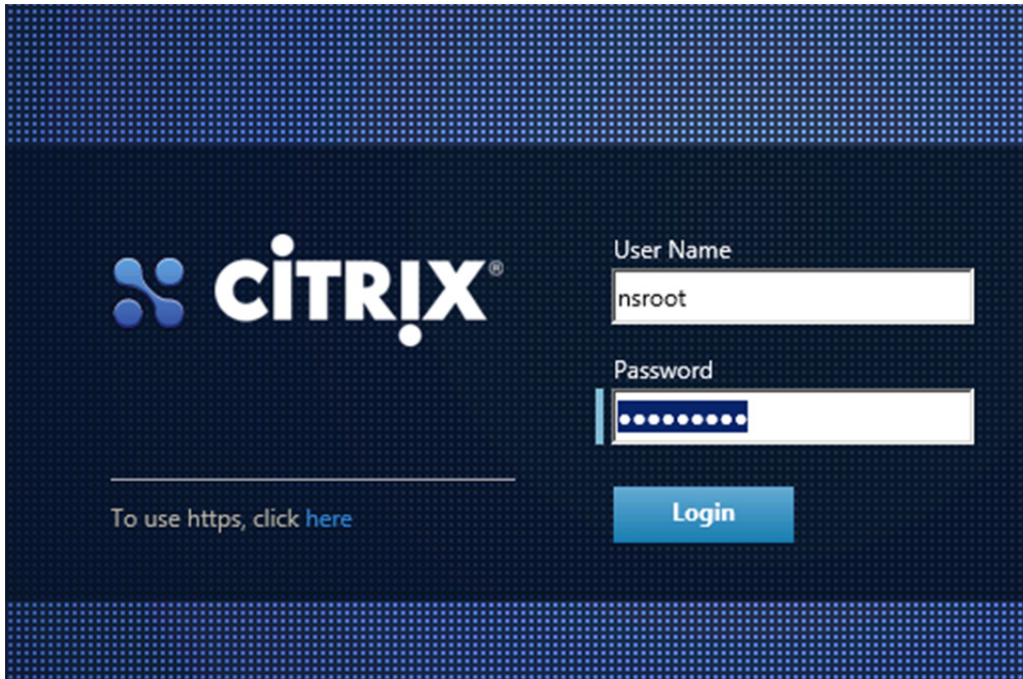 CITRIX®
User Name
nsroot
Password
•••••••••
To use https, click here
Login